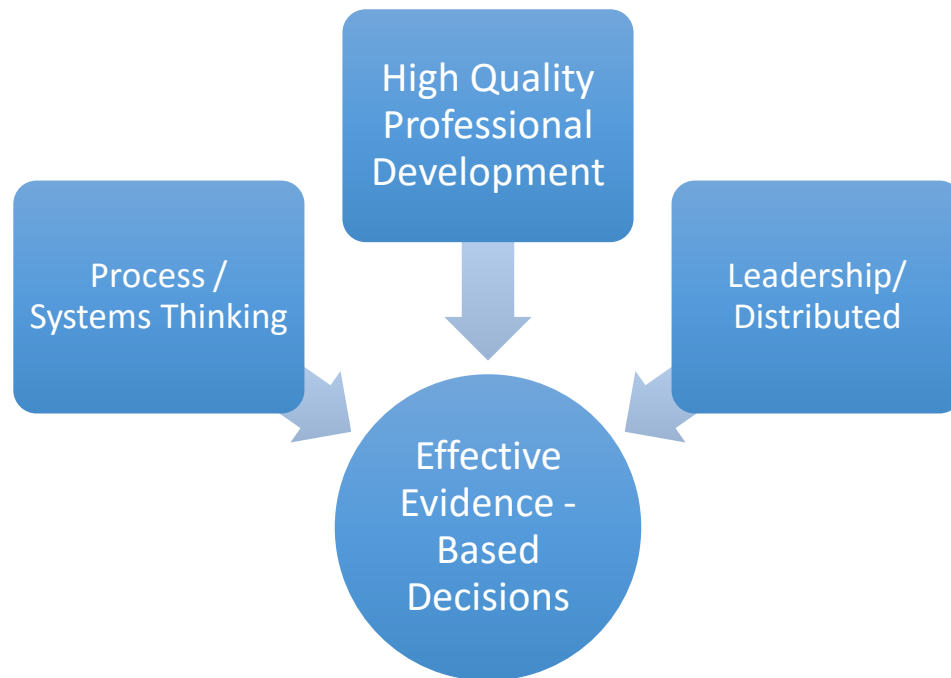 High Quality
Professional
Development
Process /
Systems Thinking
Leadership/
Distributed
Effective
Evidence -
Based
Decisions